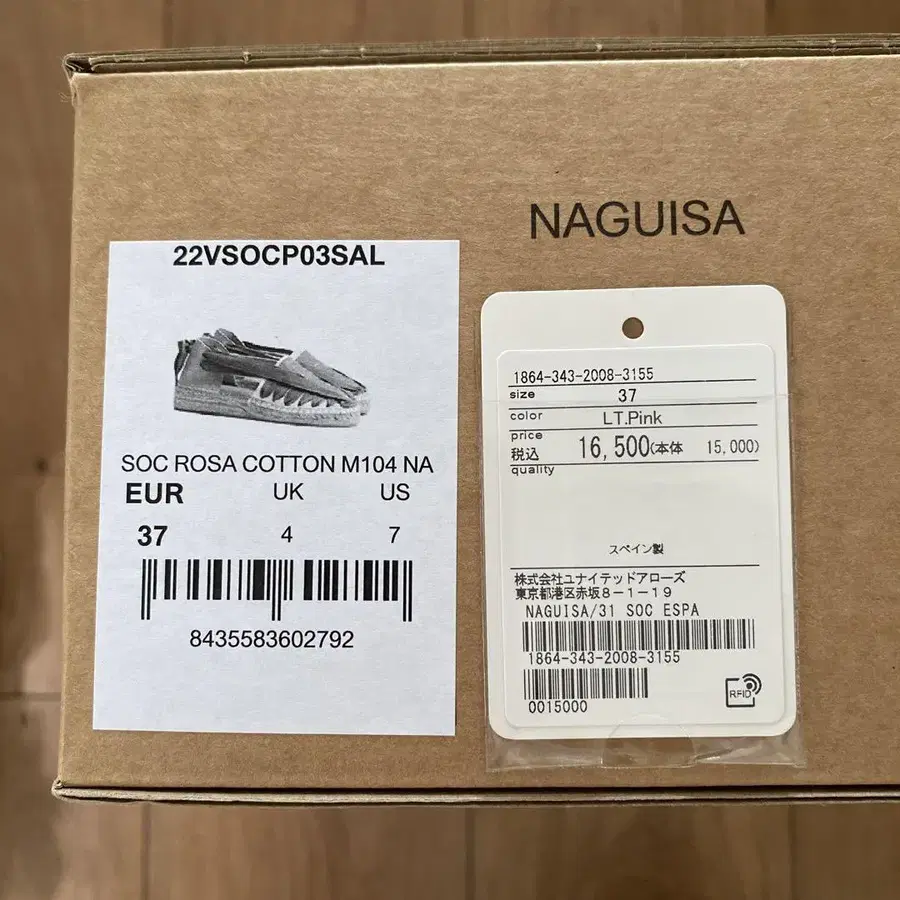 NAGUISA
22VSOCP03SAL
SOC ROSA COTTON M104 NA
EUR UK US
37 4 7
8435583602792
1864-343-2008-3155
size 37
color LT.Pink
price
税込 16,500(本体 15,000)
quality
スペイン製
株式会社ユナイテッドアローズ
東京都港区赤坂8-1-19
NAGUISA/31 SOC ESPA
1864-343-2008-3155
0015000
RFID